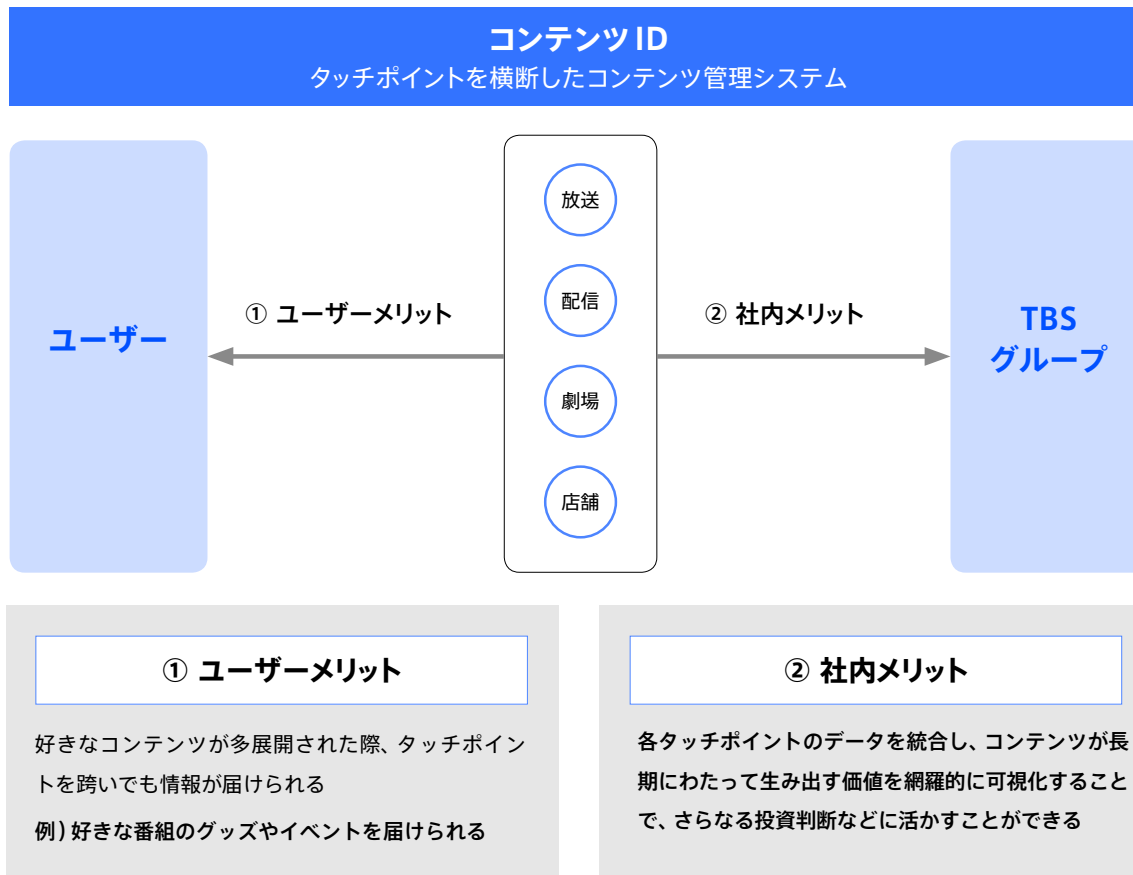 コンテンツID
タッチポイントを横断したコンテンツ管理システム
ユーザー
① ユーザーメリット
放送
配信
劇場
店舗
② 社内メリット
TBS
グループ
① ユーザーメリット
好きなコンテンツが多展開された際、タッチポイン
トを跨いでも情報が届けられる
例）好きな番組のグッズやイベントを届けられる
② 社内メリット
各タッチポイントのデータを統合し、コンテンツが長
期にわたって生み出す価値を網羅的に可視化すること
で、さらなる投資判断などに活かすことができる